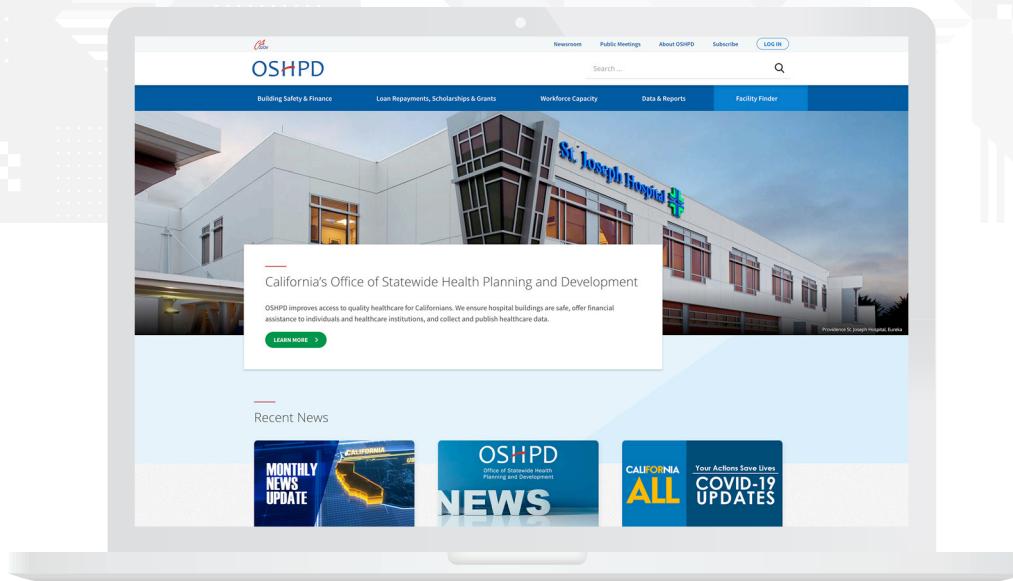 CA
GOV
Newsroom Public Meetings About OSHPD Subscribe LOG IN
OSHPD
Search ...
Building Safety & Finance Loan Repayments, Scholarships & Grants Workforce Capacity Data & Reports Facility Finder
St. Joseph Hospital
California's Office of Statewide Health Planning and Development
OSHPD improves access to quality healthcare for Californians. We ensure hospital buildings are safe, offer financial
assistance to individuals and healthcare institutions, and collect and publish healthcare data.
LEARN MORE >
Providence St. Joseph Hospital, Eureka
Recent News
MONTHLY
NEWS
UPDATE
CALIFORNIA
OSHPD
Office of Statewide Health
Planning and Development
NEWS
CALIFORNIA
ALL
Your Actions Save Lives
COVID-19
UPDATES